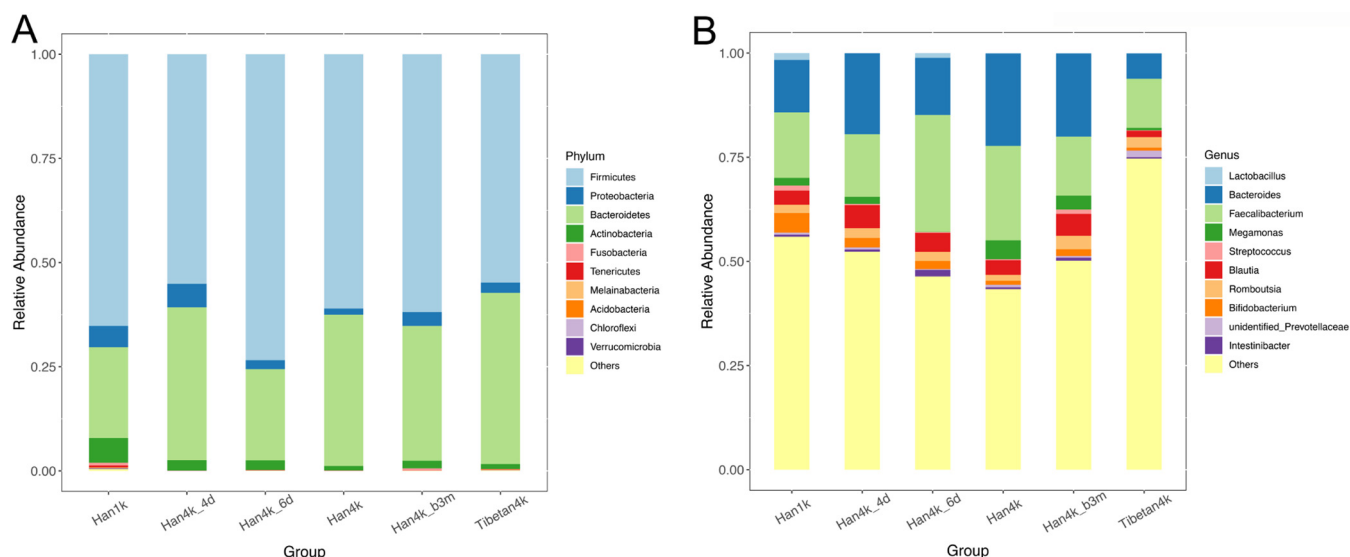 A
Relative Abundance
1.00
0.75
0.50
0.25
0.00
Han1k
Han4k_4d
Han4k_6d
Han4k
Han4k_b3m
Tibetan4k
Group
Phylum
Firmicutes
Proteobacteria
Bacteroidetes
Actinobacteria
Fusobacteria
Tenericutes
Melainabacteria
Acidobacteria
Chloroflexi
Verrucomicrobia
Others
B
Relative Abundance
1.00
0.75
0.50
0.25
0.00
Han1k
Han4k_4d
Han4k_6d
Han4k
Han4k_b3m
Tibetan4k
Group
Genus
Lactobacillus
Bacteroides
Faecalibacterium
Megamonas
Streptococcus
Blautia
Romboutsia
Bifidobacterium
unidentified_Prevotellaceae
Intestinibacter
Others